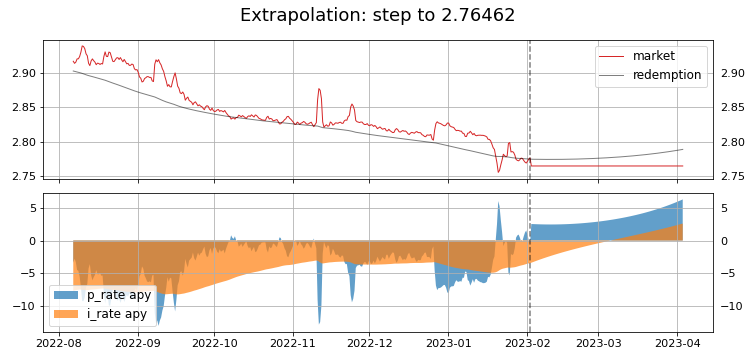 Extrapolation: step to 2.76462
market
redemption
2.90 2.90
2.85 2.85
2.80 2.80
2.75 2.75
5 5
0 0
−5 −5
−10 −10
p_rate apy
i_rate apy
2022-08 2022-09 2022-10 2022-11 2022-12 2023-01 2023-02 2023-03 2023-04